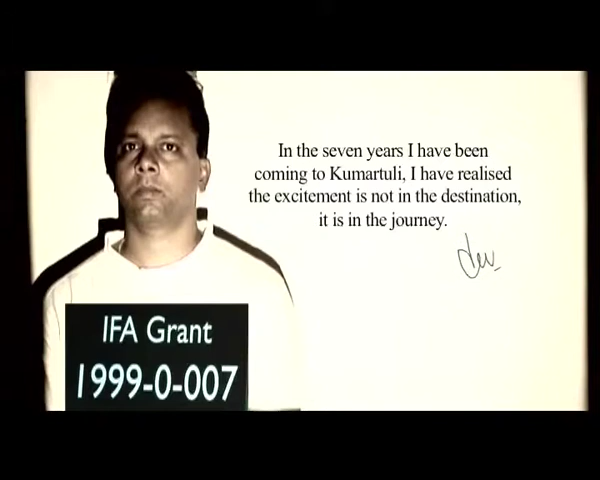 In the seven years I have been
coming to Kumartuli, I have realised
the excitement is not in the destination,
it is in the journey.
IFA Grant
1999-0-007